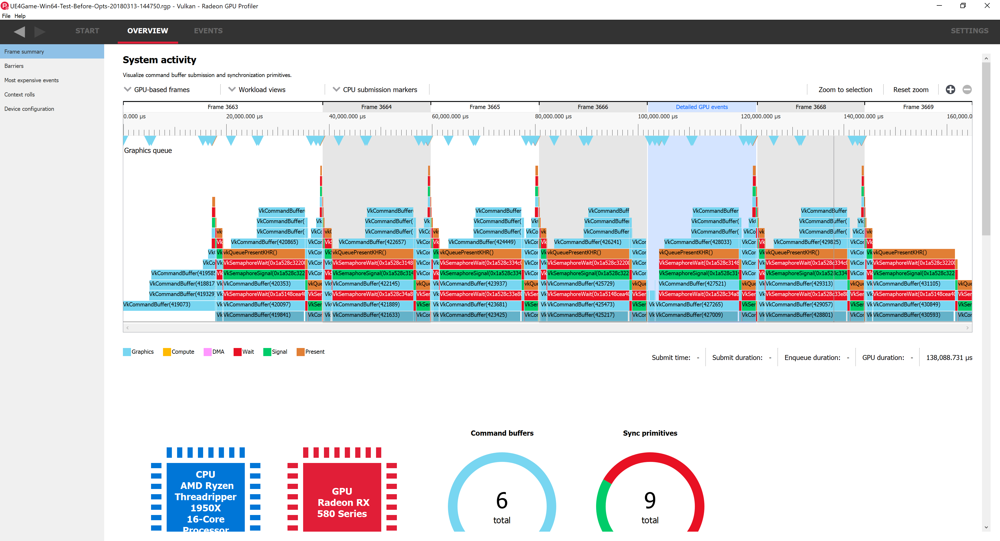 UE4Game-Win64-Test-Before-Opts-20180313-144750.rgp - Vulkan - Radeon GPU Profiler
File Help
START OVERVIEW EVENTS SETTINGS
Frame summary
Barriers
Most expensive events
Context rolls
Device configuration
System activity
Visualize command buffer submission and synchronization primitives.
GPU-based frames Workload views CPU submission markers Zoom to selection Reset zoom
Frame 3663 Frame 3664 Frame 3665 Frame 3666 Detailed GPU events Frame 3668 Frame 3669
0.000 µs 20,000.000 µs 40,000.000 µs 60,000.000 µs 80,000.000 µs 100,000.000 µs 120,000.000 µs 140,000.000 µs 160,000.0
Graphics queue
VkCommandBuffer( VkCommandBuffer( VkCommandBuffer VkCommandBuff VkCommandBuffer VkCommandBuffer
VkCommandBuffer( Vk VkCommandBuffer( Vk VkCommandBuffer( Vk( VkCommandBuffer Vk VkCommandBuffer( Vk( VkCommandBuffer( Vk
vk VkCommandBuffer( VkCc vk( VkCommandBuffer( VkCc vk VkCommandBuffer( VkCo vk VkCommandBuffer VkCommandBuffer( VkCo vk VkCommandBuffer( VkCc vk
Vk VkCommandBuffer(420865) VkCor VkS VkCommandBuffer(422657) VkCor Vk VkCommandBuffer(424449) VkCor Vk VkCommandBuffer(426241) VkCor VkCommandBuffer(428033) VkCor Vk VkCommandBuffer(429825) VkCor Vk
Vk( Vk vkQueuePresentKHR() VkCor VkS vkQueuePresentKHR() VkCor Vk vkQueuePresentKHR() VkCor Vk vkQueuePresentKHR() VkCor vkQueuePresentKHR() VkCor Vk vkQueuePresentKHR() VkCor Vk vkQueuePresentKHR()
VkCo Vk VkSemaphoreWait(0x1a528c32200 VkCor Vk( VkSemaphoreWait(0x1a528c3148 VkCor Vk VkSemaphoreWait(0x1a528c334c0 VkCor Vk VkSemaphoreWait(0x1a528c32200 VkCor VkSemaphoreWait(0x1a528c3148 VkCor Vk VkSemaphoreWait(0x1a528c334c0 VkCor Vk VkSemaphoreWait(0x1a528c32200
VkCommandBuffer(419585 Vk VkSemaphoreSignal(0x1a528c322 VkCor VkS VkSemaphoreSignal(0x1a528c314 VkCor Vk VkSemaphoreSignal(0x1a528c334 VkCor Vk VkSemaphoreSignal(0x1a528c322 VkCor VkSemaphoreSignal(0x1a528c314 VkCor Vk VkSemaphoreSignal(0x1a528c334 VkCor Vk VkSemaphoreSignal(0x1a528c322
VkCommandBuffer(418817 Vk VkCommandBuffer(420353) vkQue Vk( VkCommandBuffer(422145) vkQue Vk VkCommandBuffer(423937) vkQue Vk VkCommandBuffer(425729) vkQue VkCommandBuffer(427521) vkQue Vk VkCommandBuffer(429313) vkQue Vk VkCommandBuffer(431105) vkQue
VkCommandBuffer(419329) Vk VkSemaphoreWait(0x1a5148cea40 VkSer Vk( VkSemaphoreWait(0x1a528c34a8 VkSer Vk VkSemaphoreWait(0x1a528c33e80 VkSer Vk VkSemaphoreWait(0x1a5148cea40 VkSer VkSemaphoreWait(0x1a528c34a8 VkSer Vk VkSemaphoreWait(0x1a528c33e80 VkSer Vk VkSemaphoreWait(0x1a5148cea40 VkSer
VkCommandBuffer(419073) Vk VkCommandBuffer(420097) VkSer Vk( VkCommandBuffer(421889) VkSer Vk VkCommandBuffer(423681) VkSer Vk VkCommandBuffer(425473) VkSer Vk VkCommandBuffer(427265) VkSer Vk VkCommandBuffer(429057) VkSer Vk VkCommandBuffer(430849) VkSer
Vk VkCommandBuffer(419841) VkCor Vk VkCommandBuffer(421633) VkCor Vk VkCommandBuffer(423425) VkCor Vk VkCommandBuffer(425217) VkCor Vk VkCommandBuffer(427009) VkCor Vk VkCommandBuffer(428801) VkCor Vk VkCommandBuffer(430593) VkCor
Graphics Compute DMA Wait Signal Present
Submit time: - Submit duration: - Enqueue duration: - GPU duration: - 138,088.731 µs
Command buffers Sync primitives
CPU
AMD Ryzen
Threadripper
1950X
16-Core
Processor
GPU
Radeon RX
580 Series
6
total
9
total